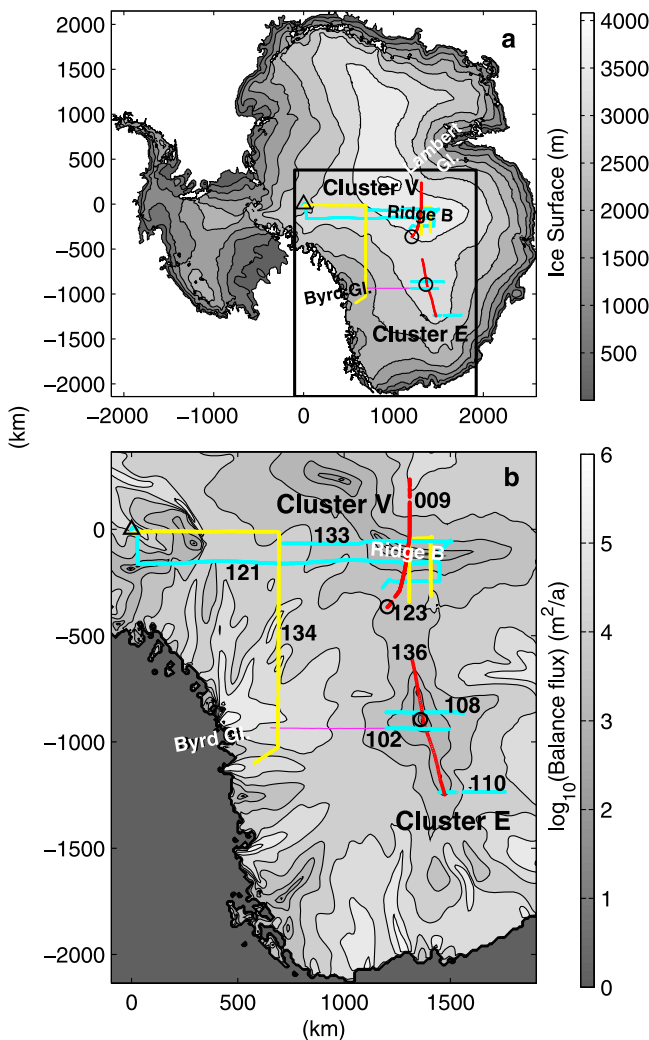 2000
1500
1000
500
0
−500
−1000
−1500
−2000
−2000
−1000
0
1000
2000
a
Lambert
Gl.
Cluster V
Ridge B
Byrd Gl.
Cluster E
4000
3500
3000
2500
2000
1500
1000
500
Ice Surface (m)
(km)
b
0
−500
−1000
−1500
−2000
0
500
1000
1500
(km)
Cluster V
009
133
Ridge B
121
123
134
136
108
Byrd Gl.
102
110
Cluster E
6
5
4
3
2
1
0
log10(Balance flux) (m²/a)